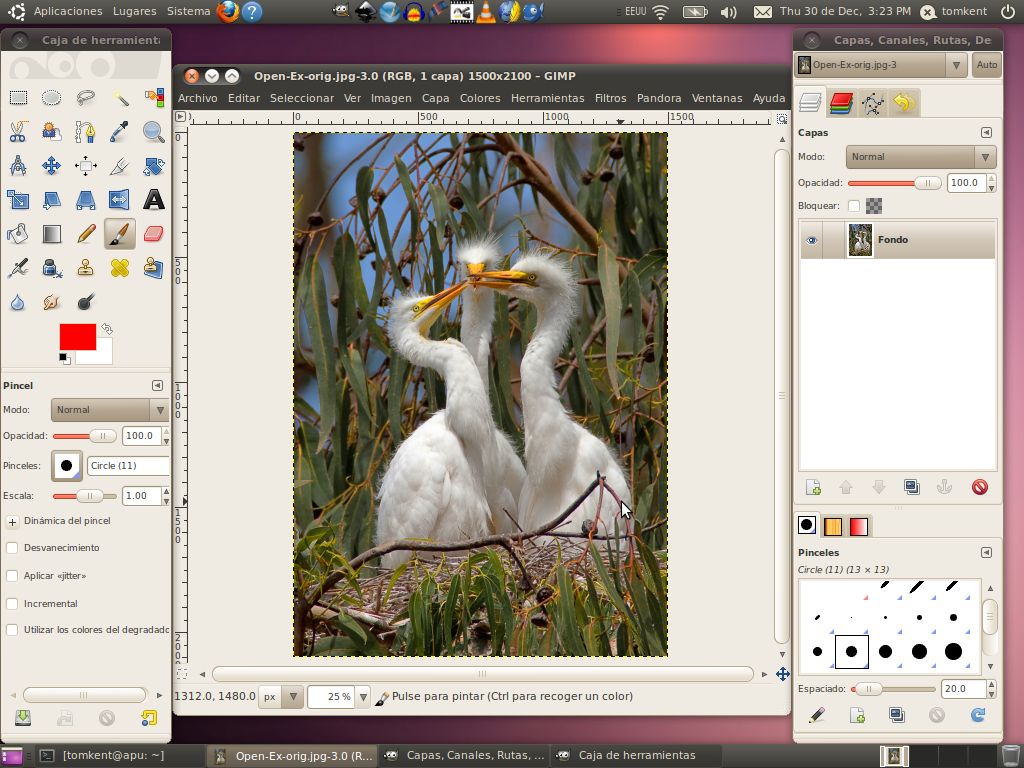 Aplicaciones Lugares Sistema
EEUU
Thu 30 de Dec, 3:23 PM
tomkent
Caja de herramienta
Pincel
Modo: Normal
Opacidad: 100.0
Pinceles: Circle (11)
Escala: 1.00
Dinámica del pincel
Desvanecimiento
Aplicar «jitter»
Incremental
Utilizar los colores del degradado
Open-Ex-orig.jpg-3.0 (RGB, 1 capa) 1500x2100 – GIMP
Archivo Editar Seleccionar Ver Imagen Capa Colores Herramientas Filtros Pandora Ventanas Ayuda
0 500 1000 1500
0
500
1000
1500
1312.0, 1480.0 px 25 % Pulse para pintar (Ctrl para recoger un color)
Capas, Canales, Rutas, De
Open-Ex-orig.jpg-3 Auto
Capas
Modo: Normal
Opacidad: 100.0
Bloquear:
Fondo
Pinceles
Circle (11) (13 × 13)
Espaciado: 20.0
[tomkent@apu: ~]
Open-Ex-orig.jpg-3.0 (R...
Capas, Canales, Rutas, ...
Caja de herramientas